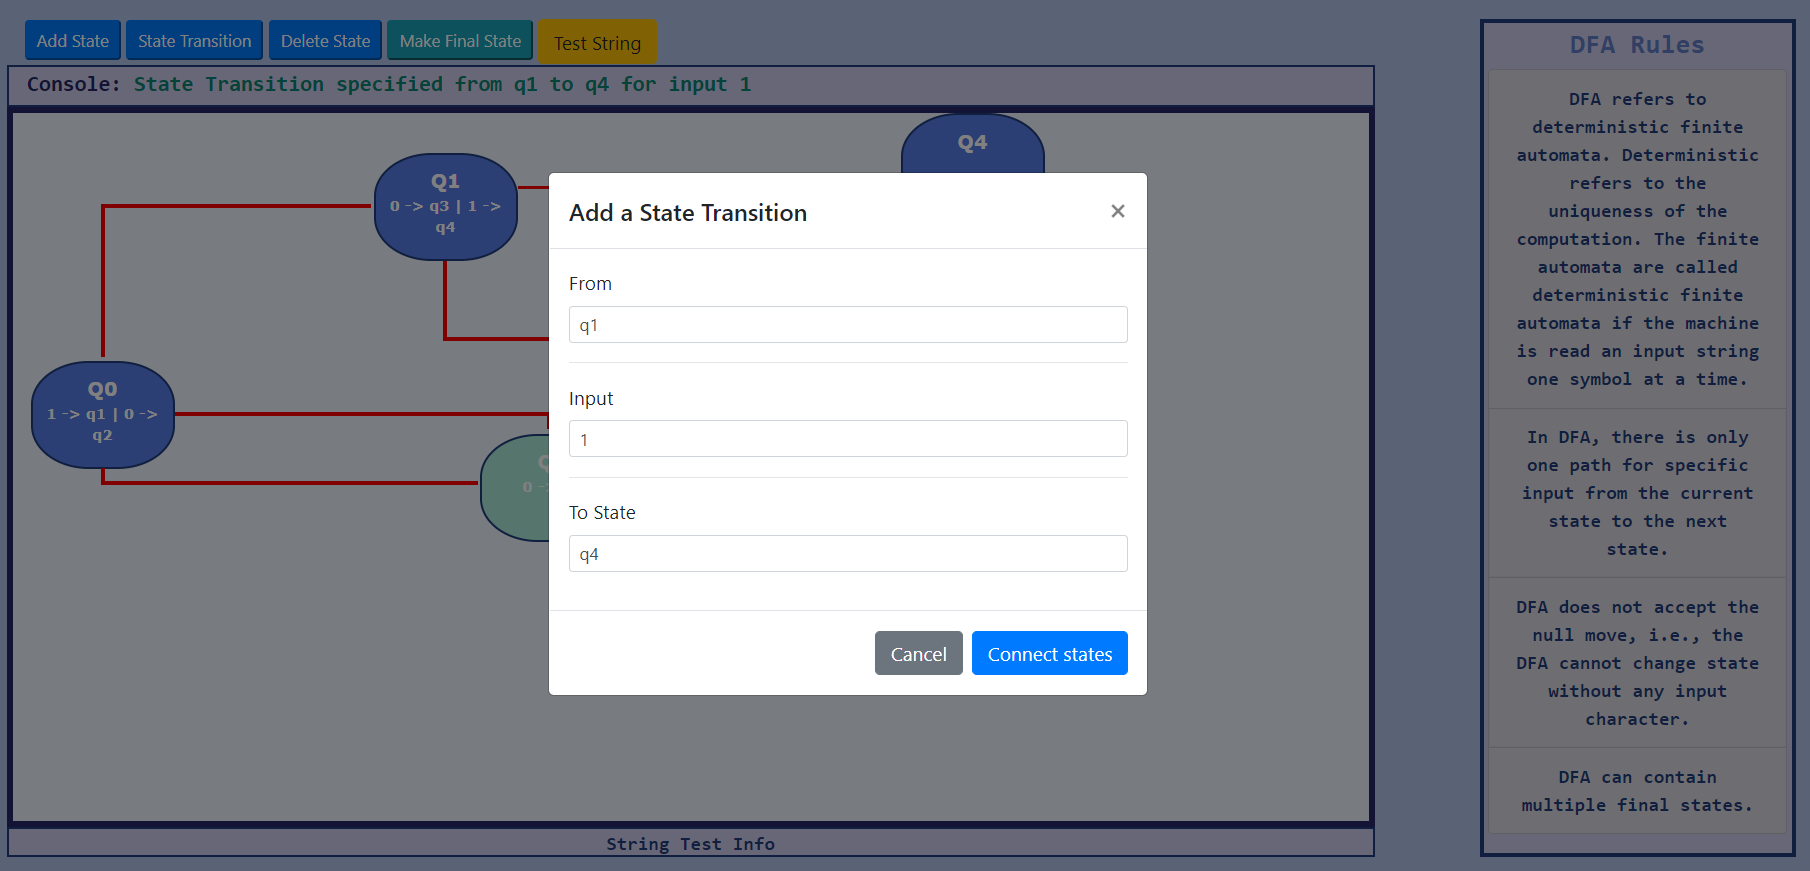 Add State
State Transition
Delete State
Make Final State
Test String
Console: State Transition specified from q1 to q4 for input 1
Q4
Q1
0 -> q3 | 1 ->
q4
Q0
1 -> q1 | 0 ->
q2
0
Add a State Transition
×
From
q1
Input
1
To State
q4
Cancel
Connect states
String Test Info
DFA Rules
DFA refers to
deterministic finite
automata. Deterministic
refers to the
uniqueness of the
computation. The finite
automata are called
deterministic finite
automata if the machine
is read an input string
one symbol at a time.
In DFA, there is only
one path for specific
input from the current
state to the next
state.
DFA does not accept the
null move, i.e., the
DFA cannot change state
without any input
character.
DFA can contain
multiple final states.